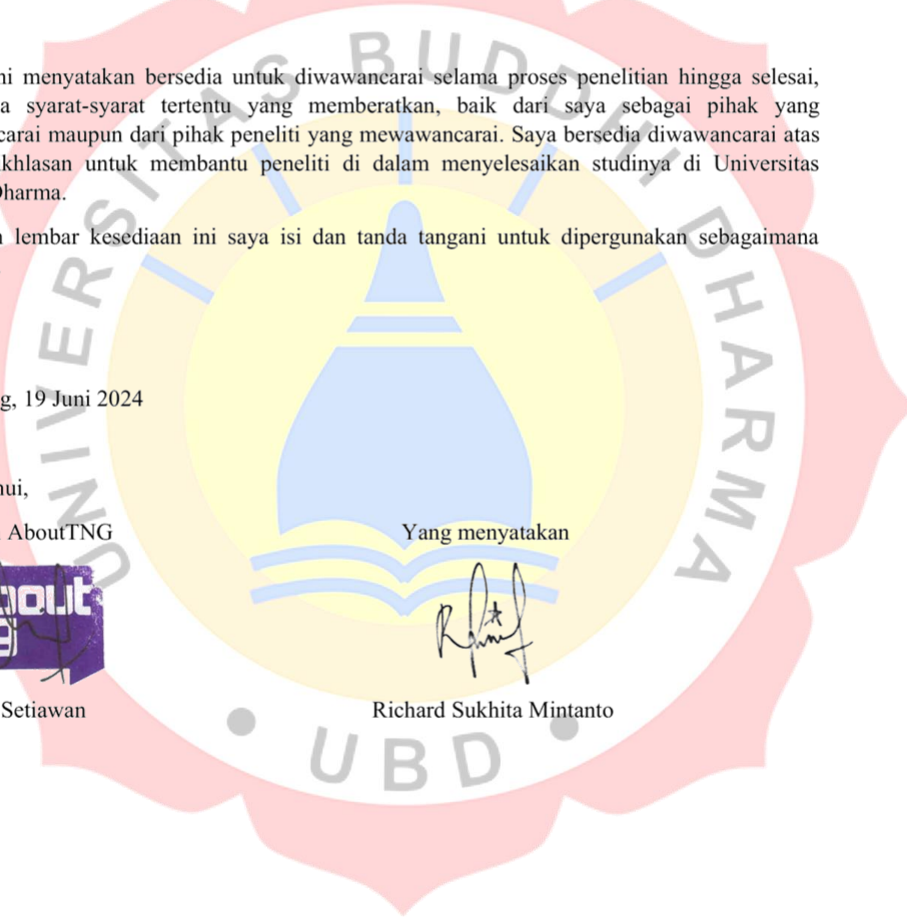 ni menyatakan bersedia untuk diwawancarai selama proses penelitian hingga selesai,
a syarat-syarat tertentu yang memberatkan, baik dari saya sebagai pihak yang
carai maupun dari pihak peneliti yang mewawancarai. Saya bersedia diwawancarai atas
khlasan untuk membantu peneliti di dalam menyelesaikan studinya di Universitas
Dharma.
lembar kesediaan ini saya isi dan tanda tangani untuk dipergunakan sebagaimana
g, 19 Juni 2024
ui,
AboutTNG
Yang menyatakan
bout
g
Setiawan
Richard Sukhita Mintanto
UNIVERSITAS BUDDHI DHARMA
• UBD •